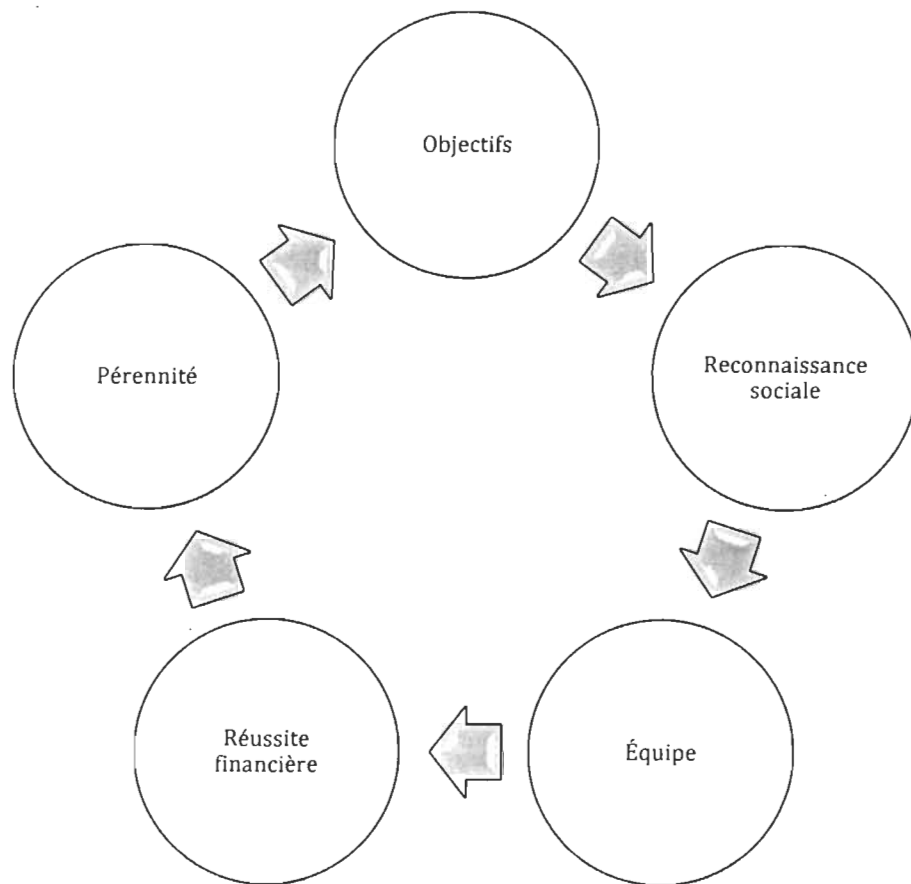 Objectifs
Reconnaissance
sociale
Équipe
Réussite
financière
Pérennité